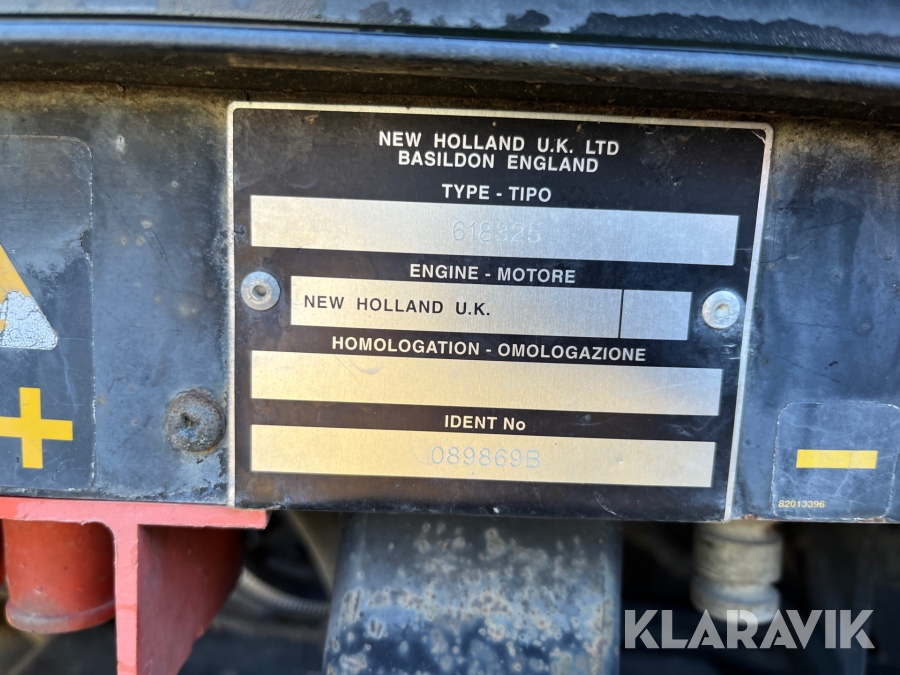 NEW HOLLAND U.K. LTD
BASILDON ENGLAND
TYPE - TIPO
618925
ENGINE - MOTORE
NEW HOLLAND U.K.
HOMOLOGATION - OMOLOGAZIONE
IDENT No
089869B
+
-
82013396
KLARAVIK